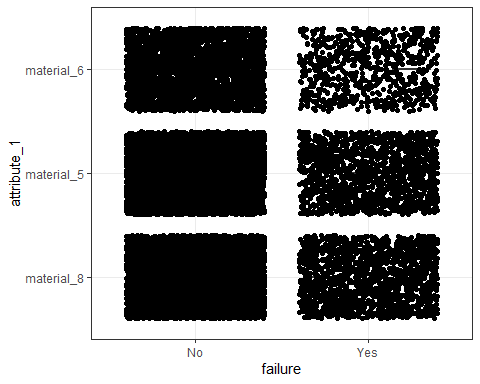 attribute_1
material_6
material_5
material_8
No Yes
failure